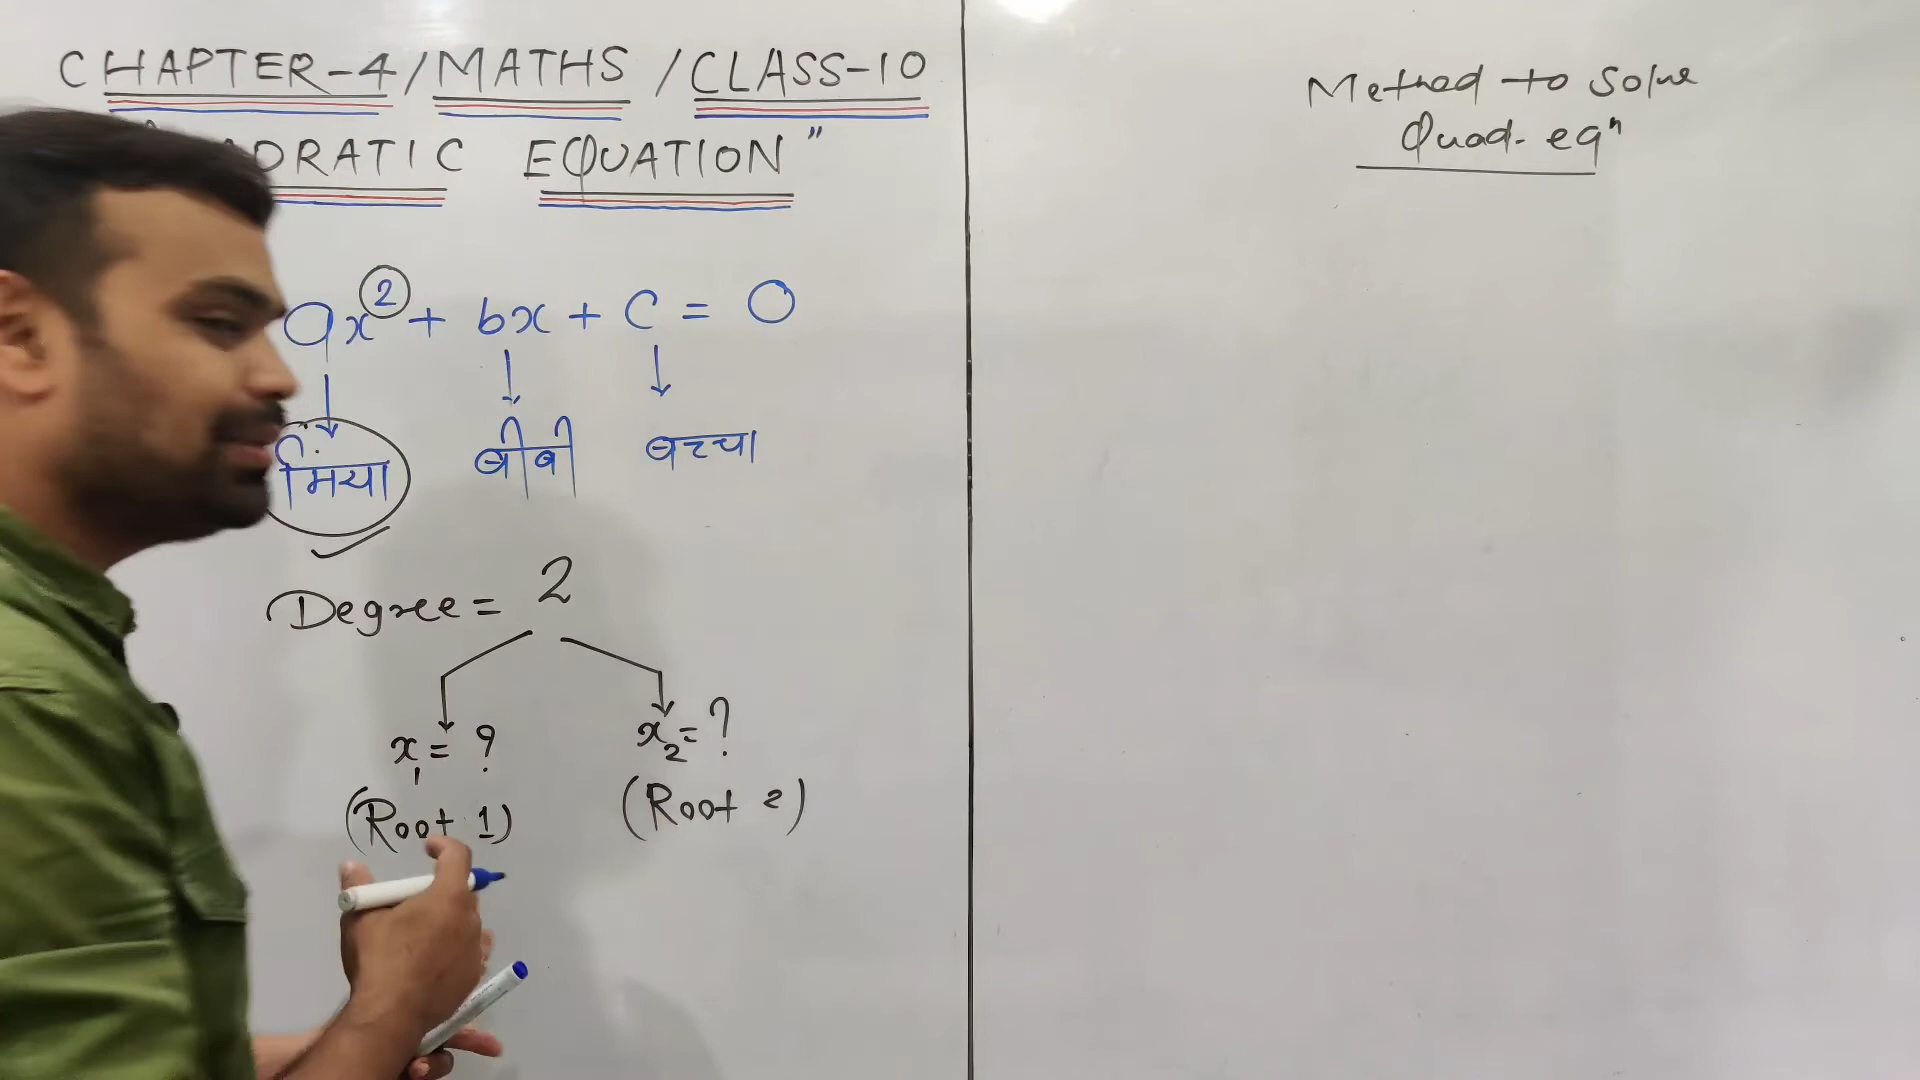 CHAPTER-4/MATHS/CLASS-10
DRATIC EQUATION"
ax² + bx + c = 0
मिंया बीबी बच्चा
Degree = 2
x₁ = ? x₂ = ?
(Root 1) (Root 2)
Method to Solve
Quad. eqⁿ